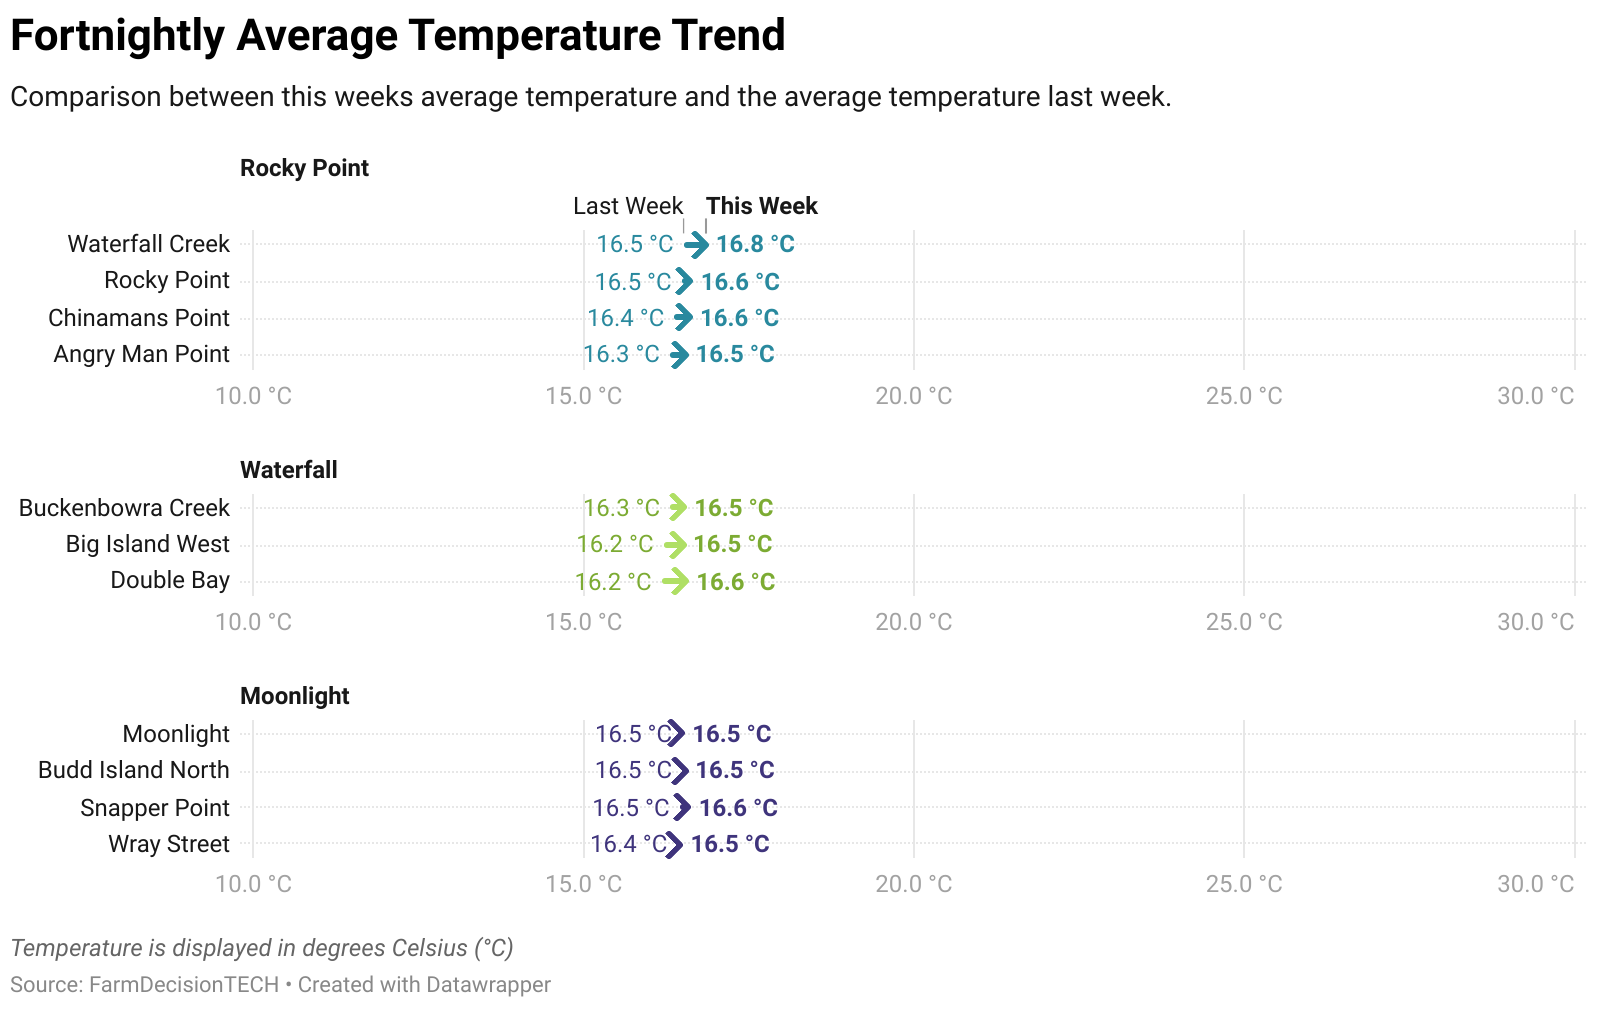 Fortnightly Average Temperature Trend
Comparison between this weeks average temperature and the average temperature last week.
Rocky Point
Last Week This Week
Waterfall Creek 16.5 °C 16.8 °C
Rocky Point 16.5 °C 16.6 °C
Chinamans Point 16.4 °C 16.6 °C
Angry Man Point 16.3 °C 16.5 °C
10.0 °C 15.0 °C 20.0 °C 25.0 °C 30.0 °C
Waterfall
Buckenbowra Creek 16.3 °C 16.5 °C
Big Island West 16.2 °C 16.5 °C
Double Bay 16.2 °C 16.6 °C
10.0 °C 15.0 °C 20.0 °C 25.0 °C 30.0 °C
Moonlight
Moonlight 16.5 °C 16.5 °C
Budd Island North 16.5 °C 16.5 °C
Snapper Point 16.5 °C 16.6 °C
Wray Street 16.4 °C 16.5 °C
10.0 °C 15.0 °C 20.0 °C 25.0 °C 30.0 °C
Temperature is displayed in degrees Celsius (°C)
Source: FarmDecisionTECH • Created with Datawrapper